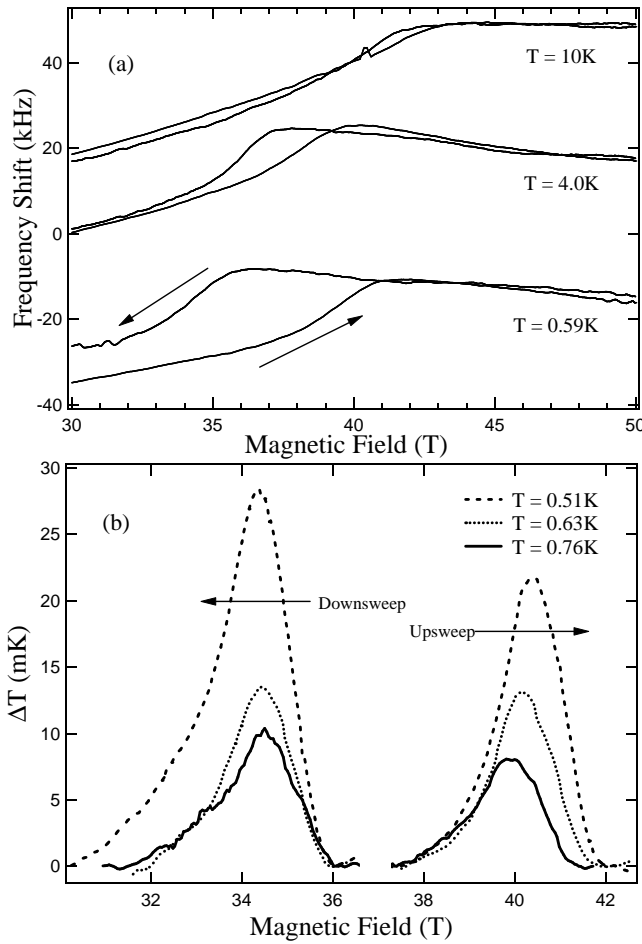 (a)
40
20
0
-20
-40
Frequency Shift (kHz)
T = 10K
T = 4.0K
T = 0.59K
30
35
40
45
50
Magnetic Field (T)
(b)
30
25
20
15
10
5
0
ΔT (mK)
T = 0.51K
T = 0.63K
T = 0.76K
Downsweep
Upsweep
32
34
36
38
40
42
Magnetic Field (T)